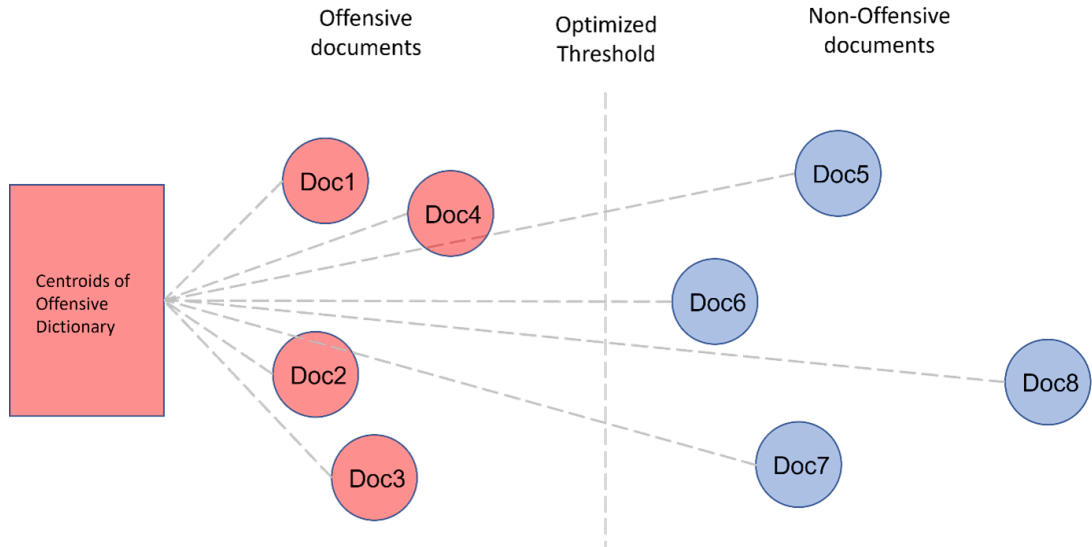 Offensive
documents
Optimized
Threshold
Non-Offensive
documents
Doc1
Doc4
Doc5
Centroids of
Offensive
Dictionary
Doc6
Doc2
Doc8
Doc3
Doc7